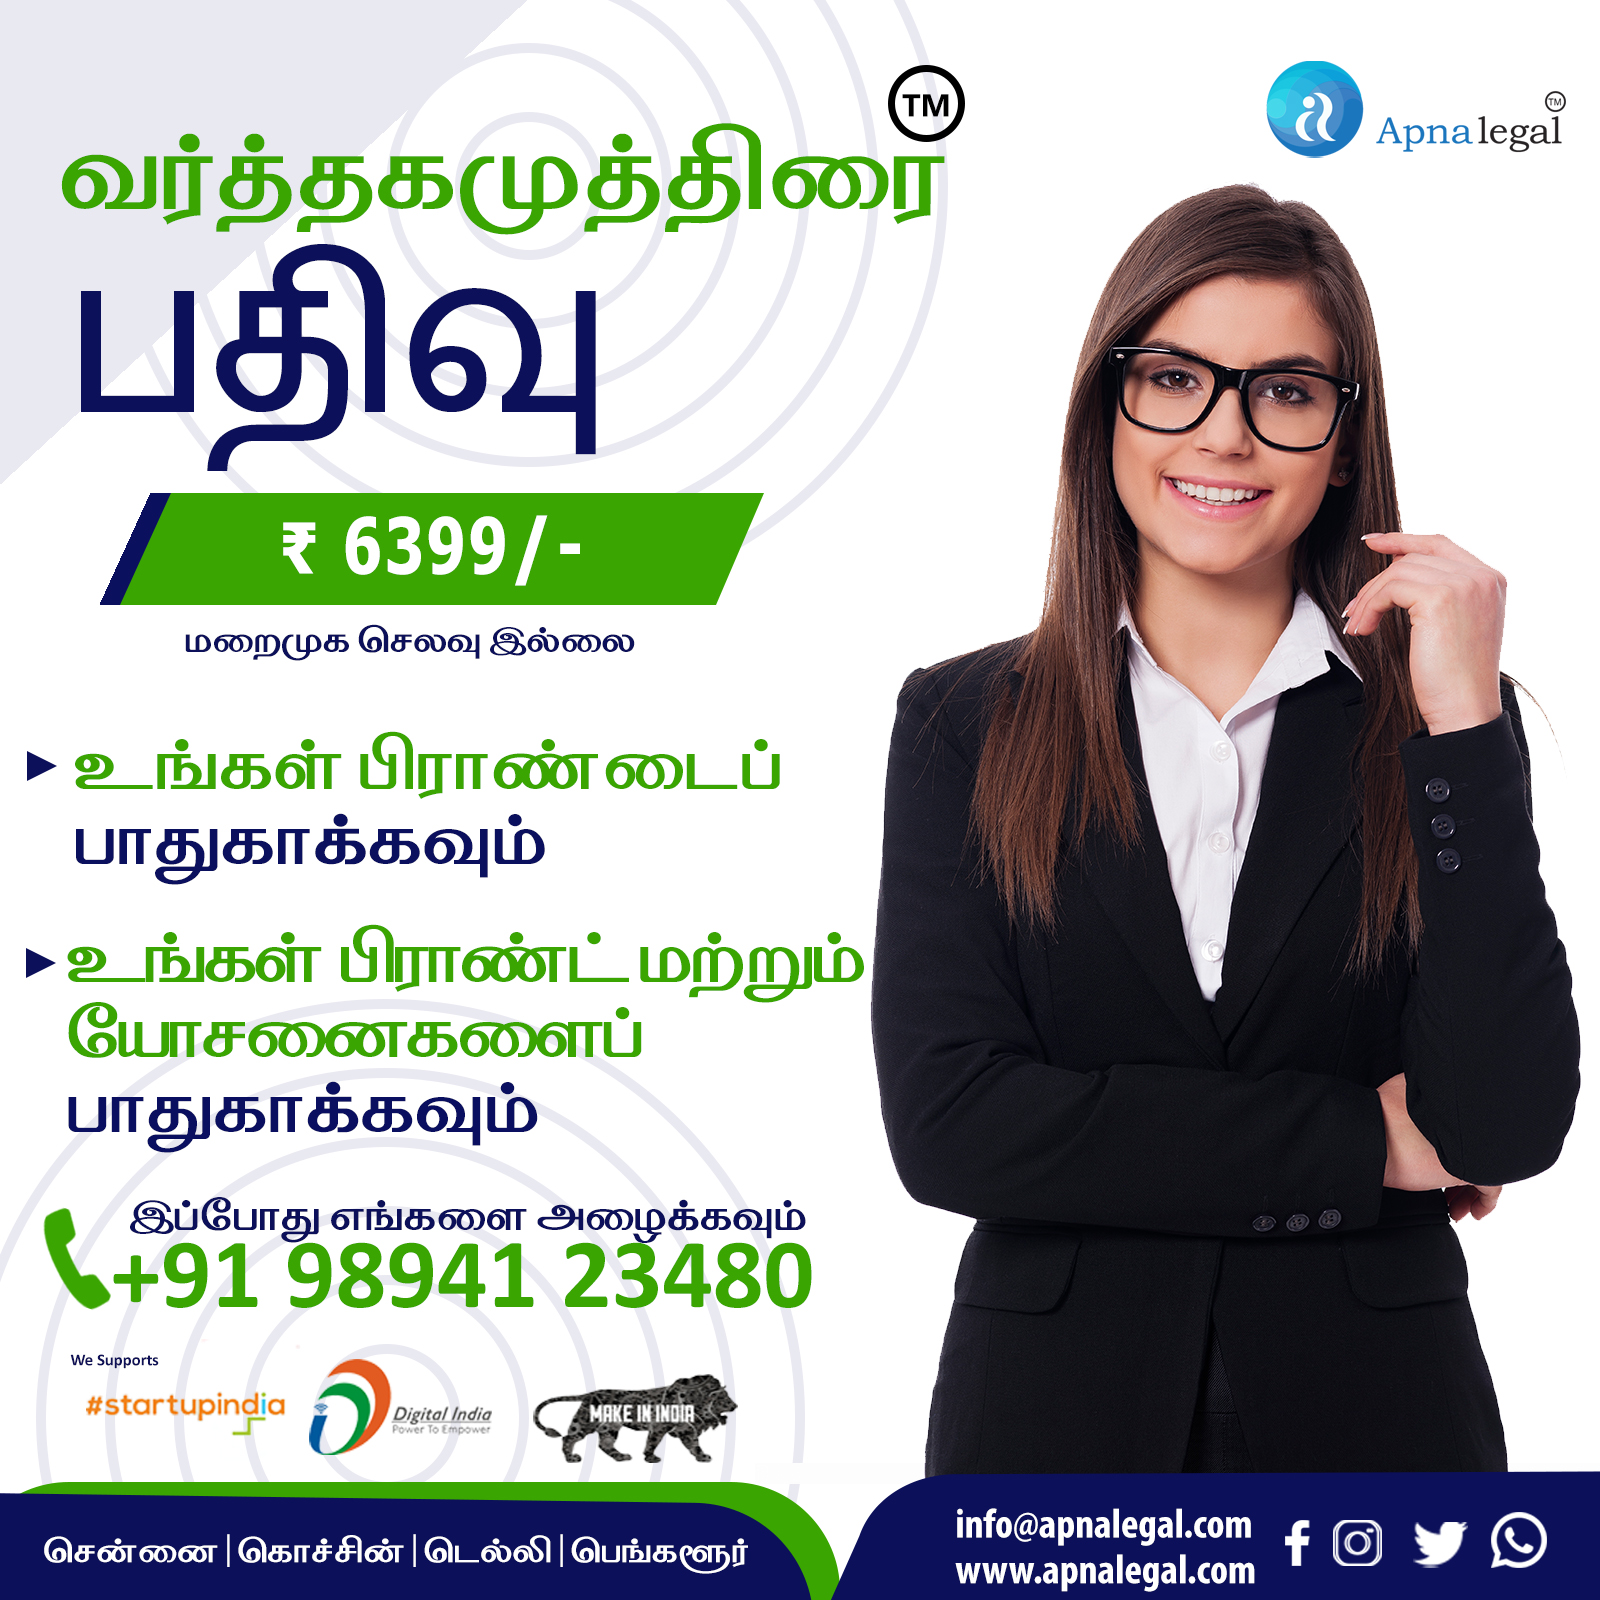 TM
வர்த்தகமுத்திரை
பதிவு
₹ 6399/-
மறைமுக செலவு இல்லை
உங்கள் பிராண்டைப்
பாதுகாக்கவும்
உங்கள் பிராண்ட் மற்றும்
யோசனைகளைப்
பாதுகாக்கவும்
இப்போது எங்களை அழைக்கவும்
+91 98941 23480
We Supports
#startupindia
Digital India
Power To Empower
MAKE IN INDIA
சென்னை|கொச்சின்|டெல்லி|பெங்களூர்
Apnalegal TM
info@apnalegal.com
www.apnalegal.com